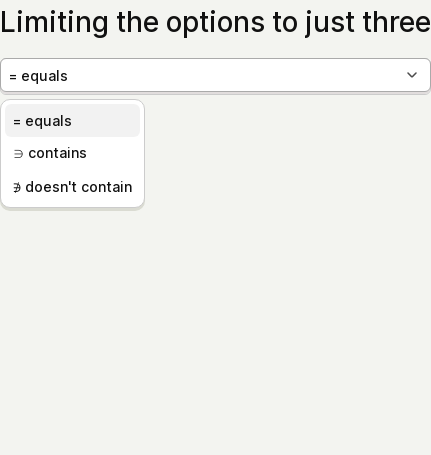 Limiting the options to just three
= equals
= equals
∋ contains
∌ doesn't contain